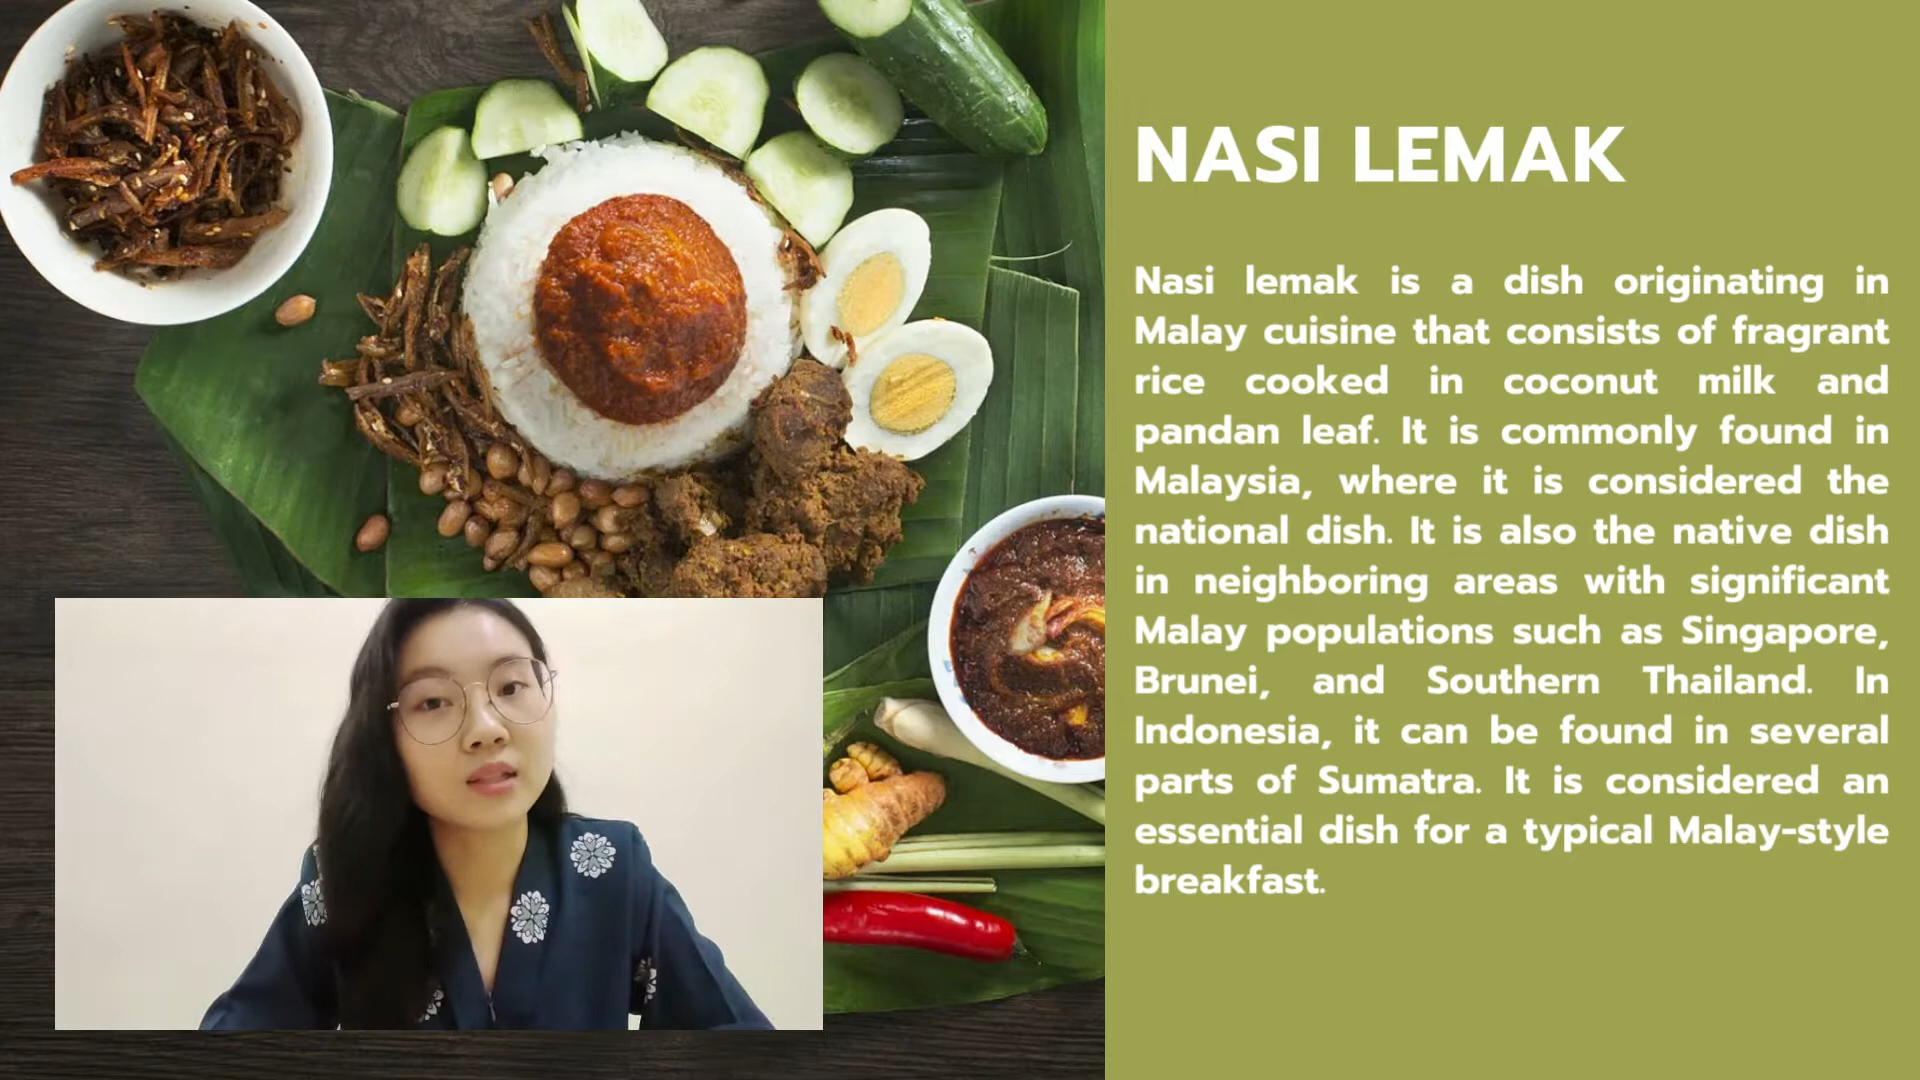 NASI LEMAK
Nasi lemak is a dish originating in
Malay cuisine that consists of fragrant
rice cooked in coconut milk and
pandan leaf. It is commonly found in
Malaysia, where it is considered the
national dish. It is also the native dish
in neighboring areas with significant
Malay populations such as Singapore,
Brunei, and Southern Thailand. In
Indonesia, it can be found in several
parts of Sumatra. It is considered an
essential dish for a typical Malay-style
breakfast.